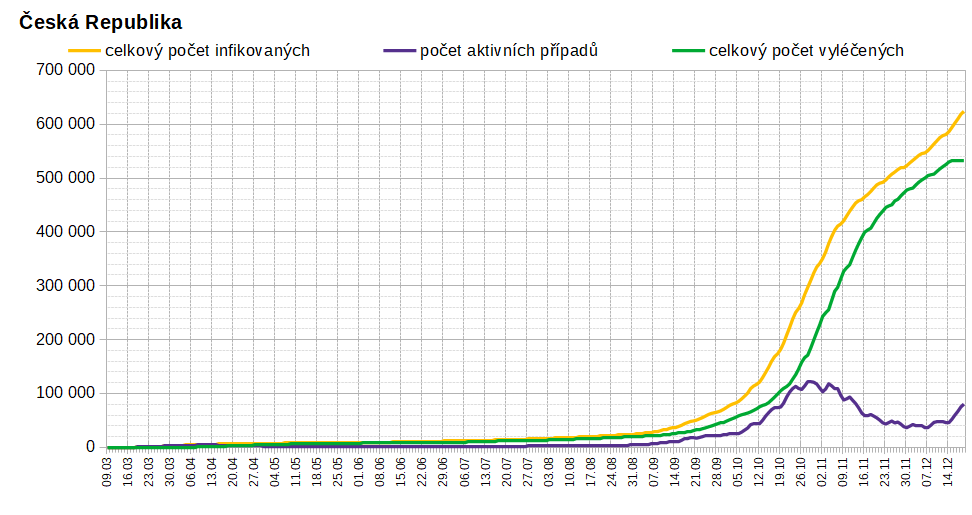 Česká Republika
celkový počet infikovaných počet aktivních případů celkový počet vyléčených
700 000
600 000
500 000
400 000
300 000
200 000
100 000
0
09.03 16.03 23.03 30.03 06.04 13.04 20.04 27.04 04.05 11.05 18.05 25.05 01.06 08.06 15.06 22.06 29.06 06.07 13.07 20.07 27.07 03.08 10.08 17.08 24.08 31.08 07.09 14.09 21.09 28.09 05.10 12.10 19.10 26.10 02.11 09.11 16.11 23.11 30.11 07.12 14.12